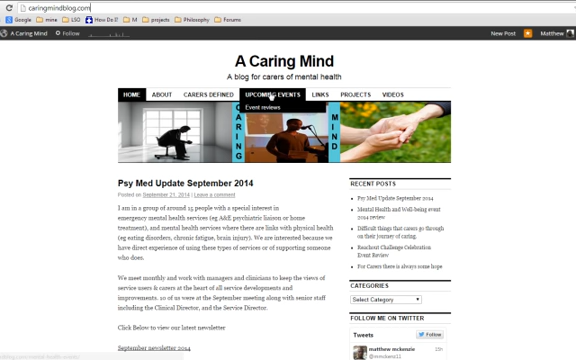 caringmindblog.com
Google mine LSO How Do I? M projects Philosophy Forums
A Caring Mind Follow New Post Matthew
A Caring Mind
A blog for carers of mental health
HOME ABOUT CARERS DEFINED UPCOMING EVENTS LINKS PROJECTS VIDEOS
Event reviews
CARING
MIND
Psy Med Update September 2014
Posted on September 21, 2014 | Leave a comment
I am in a group of around 15 people with a special interest in
emergency mental health services (eg A&E psychiatric liaison or home
treatment), and mental health services where there are links with physical health
(eg eating disorders, chronic fatigue, brain injury). We are interested because we
have direct experience of using these types of services or of supporting someone
who does.
We meet monthly and work with managers and clinicians to keep the views of
service users & carers at the heart of all service developments and
improvements. 10 of us were at the September meeting along with senior staff
including the Clinical Director, and the Service Director.
Click Below to view our latest newsletter
September newsletter 2014
RECENT POSTS
Psy Med Update September 2014
Mental Health and Well-being event
2014 review
Difficult things that carers go through
on their journey of caring.
Reachout Challenge Celebration
Event Review
For Carers there is always some hope
CATEGORIES
Select Category
FOLLOW ME ON TWITTER
Tweets Follow
matthew mckenzie